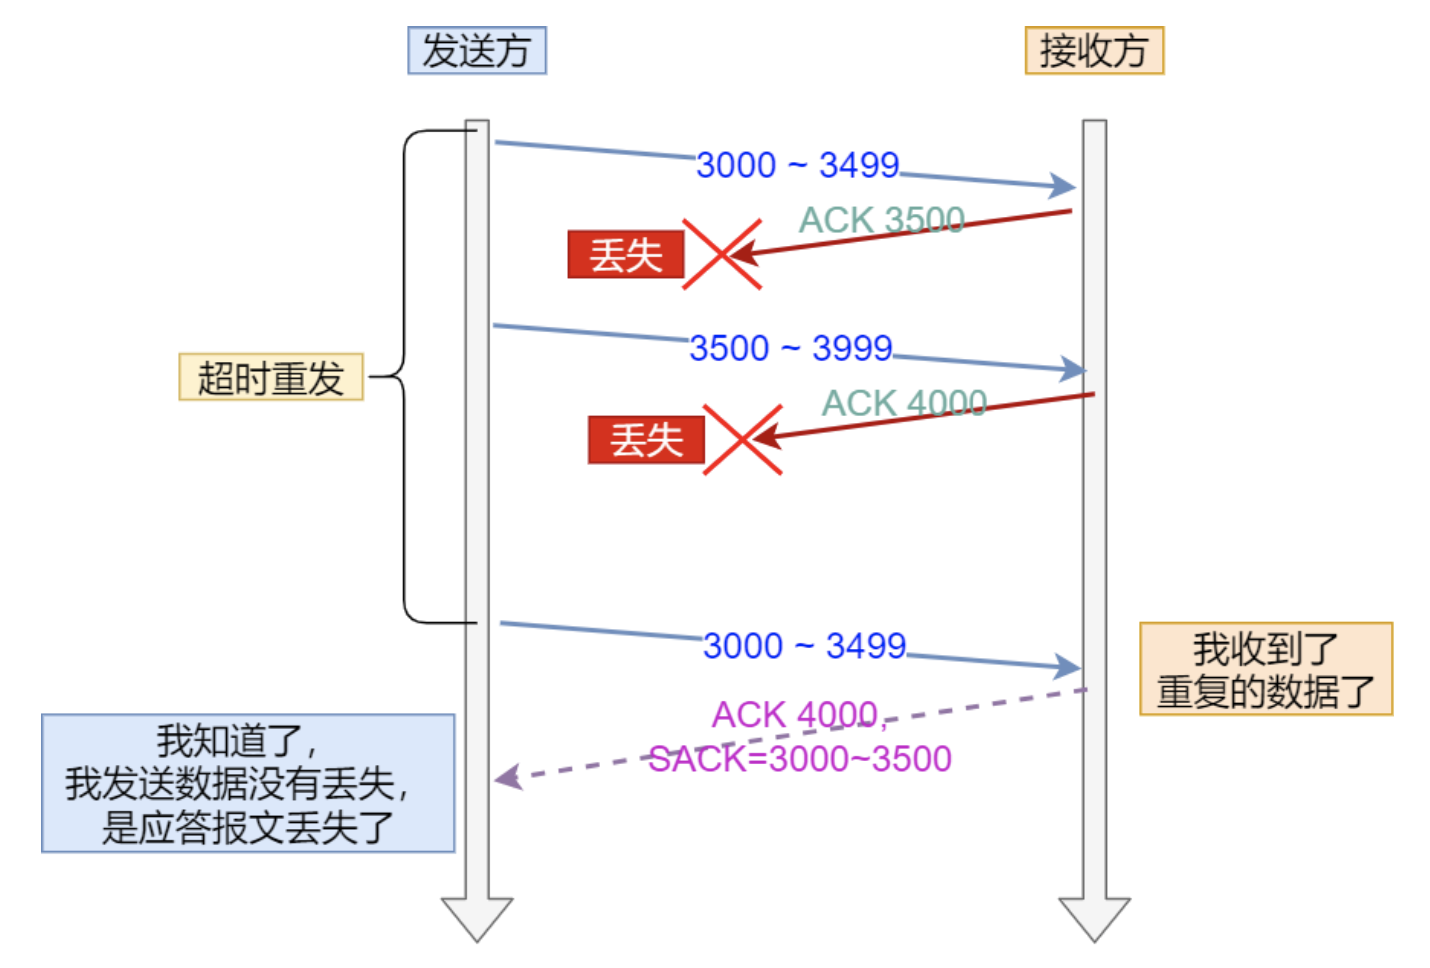 发送方
接收方
3000 ~ 3499
ACK 3500
丢失
3500 ~ 3999
超时重发
ACK 4000
丢失
3000 ~ 3499
我收到了
重复的数据了
ACK 4000,
SACK=3000~3500
我知道了，
我发送数据没有丢失，
是应答报文丢失了